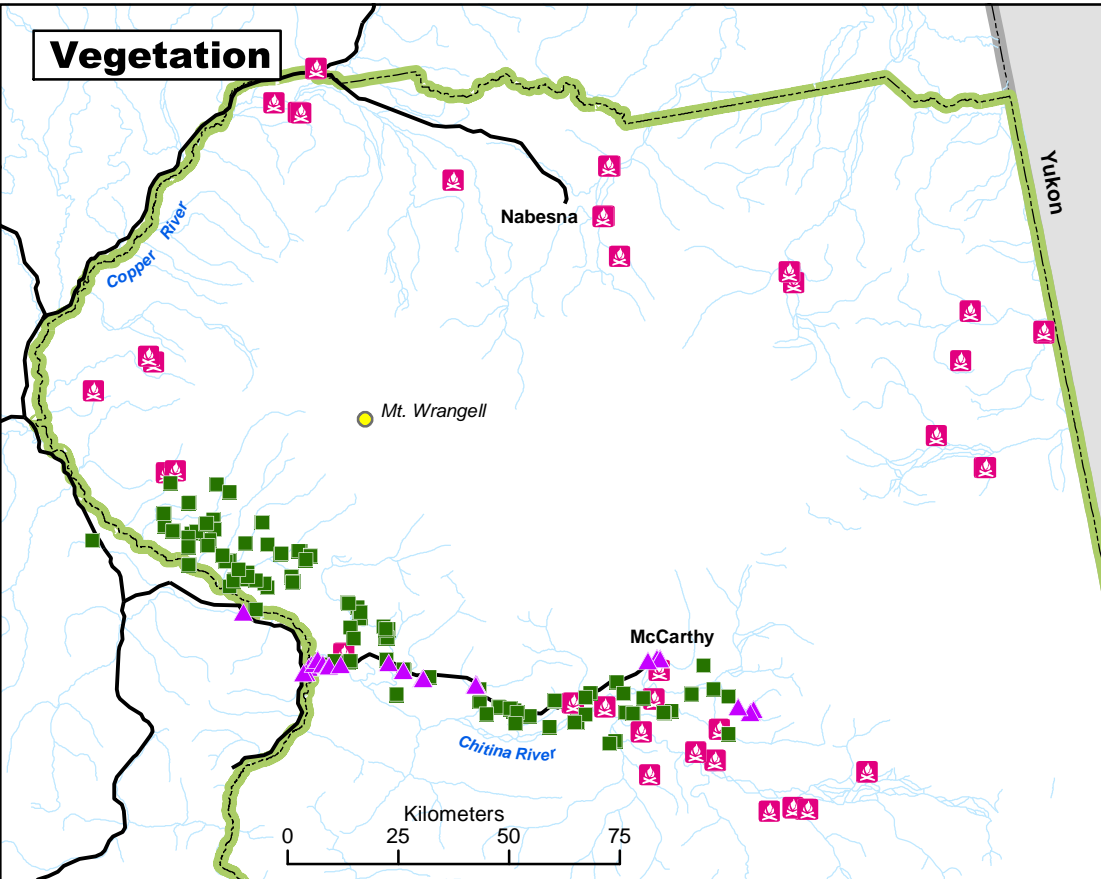 Vegetation
Yukon
Nabesna
Copper River
Mt. Wrangell
McCarthy
Chitina River
Kilometers
0 25 50 75